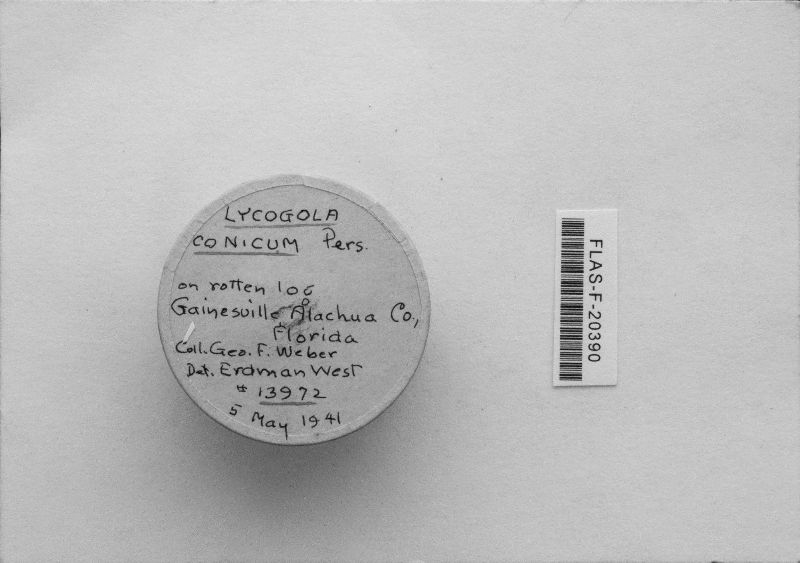 LYCOGOLA
CONICUM Pers.
on rotten log
Gainesville Alachua Co.,
Florida
Coll. Geo. F. Weber
Det. Erdman West
# 13972
5 May 1941
FLAS-F-20390